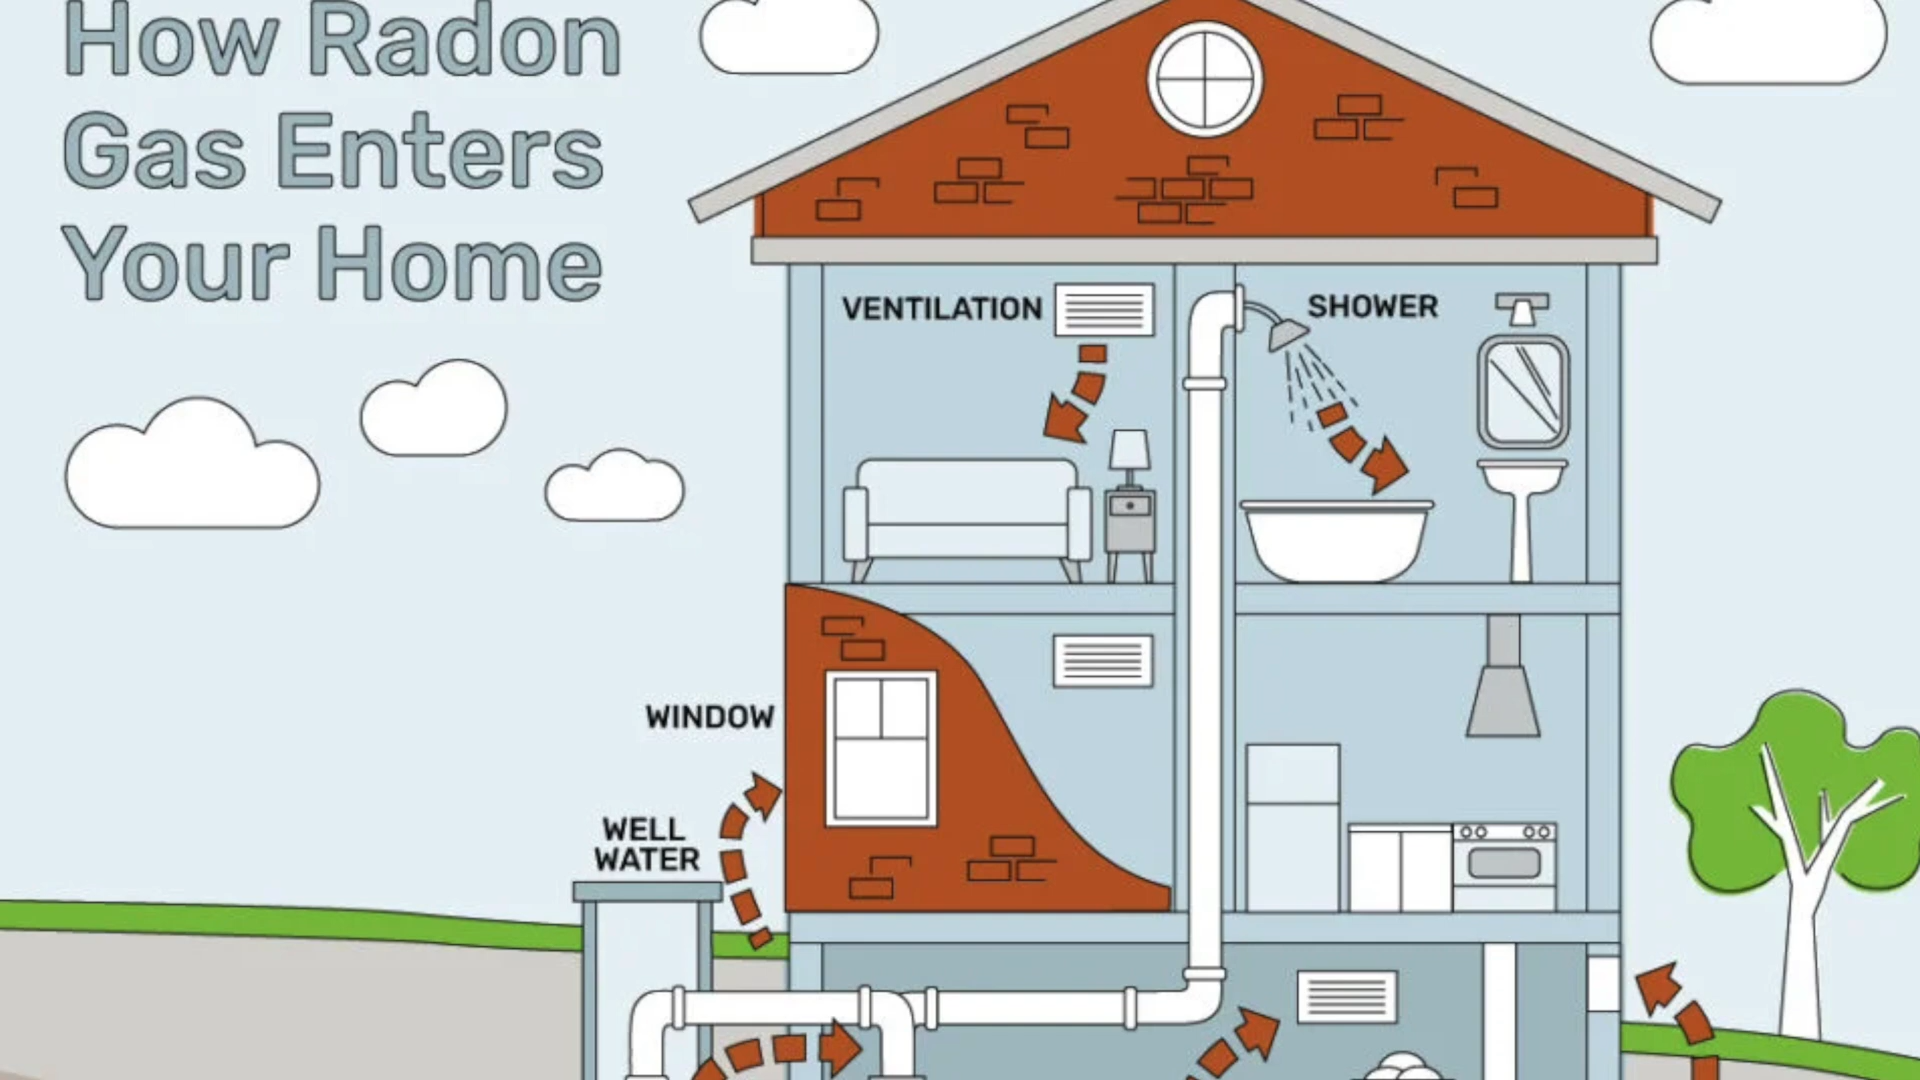 How Radon
Gas Enters
Your Home
VENTILATION
SHOWER
WINDOW
WELL
WATER